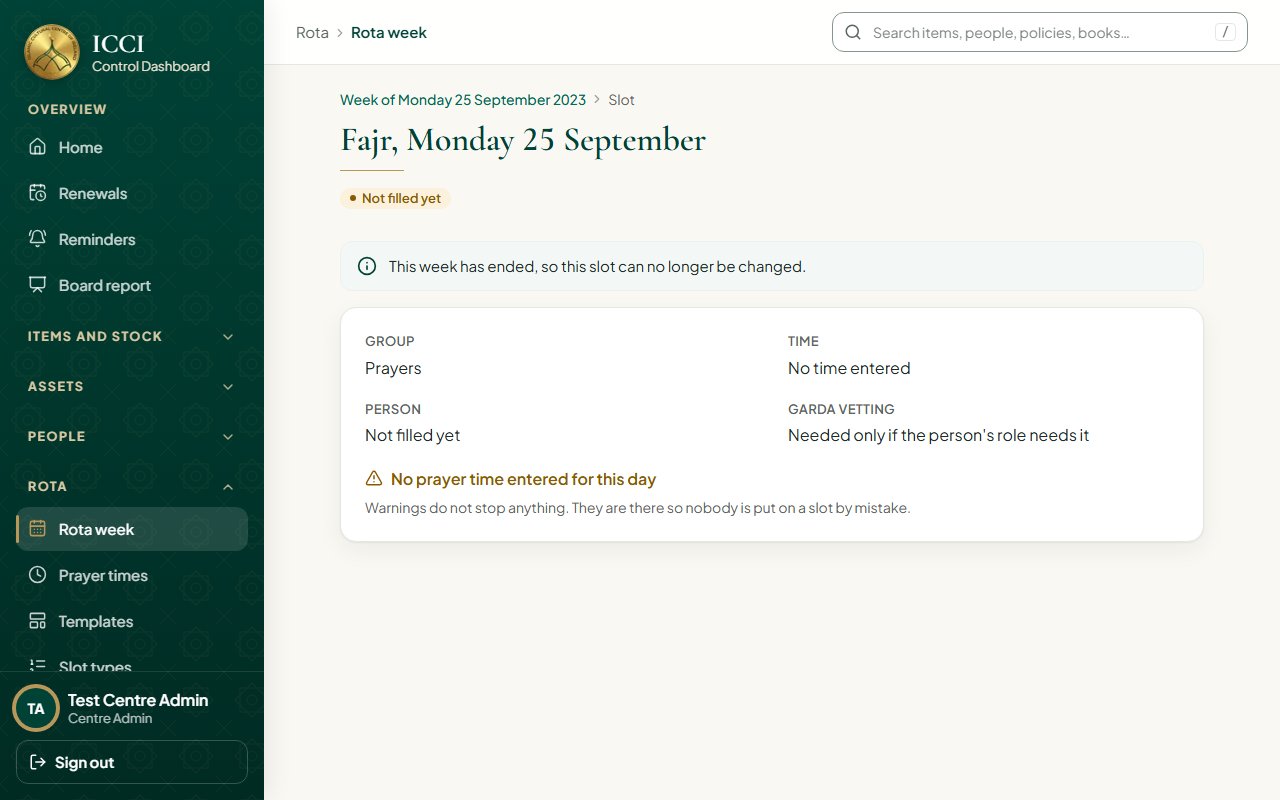 ICCI
Control Dashboard
OVERVIEW
Home
Renewals
Reminders
Board report
ITEMS AND STOCK
ASSETS
PEOPLE
ROTA
Rota week
Prayer times
Templates
Slot types
TA
Test Centre Admin
Centre Admin
Sign out
Rota > Rota week
Search items, people, policies, books…
/
Week of Monday 25 September 2023 > Slot
Fajr, Monday 25 September
Not filled yet
This week has ended, so this slot can no longer be changed.
GROUP
Prayers
TIME
No time entered
PERSON
Not filled yet
GARDA VETTING
Needed only if the person's role needs it
No prayer time entered for this day
Warnings do not stop anything. They are there so nobody is put on a slot by mistake.